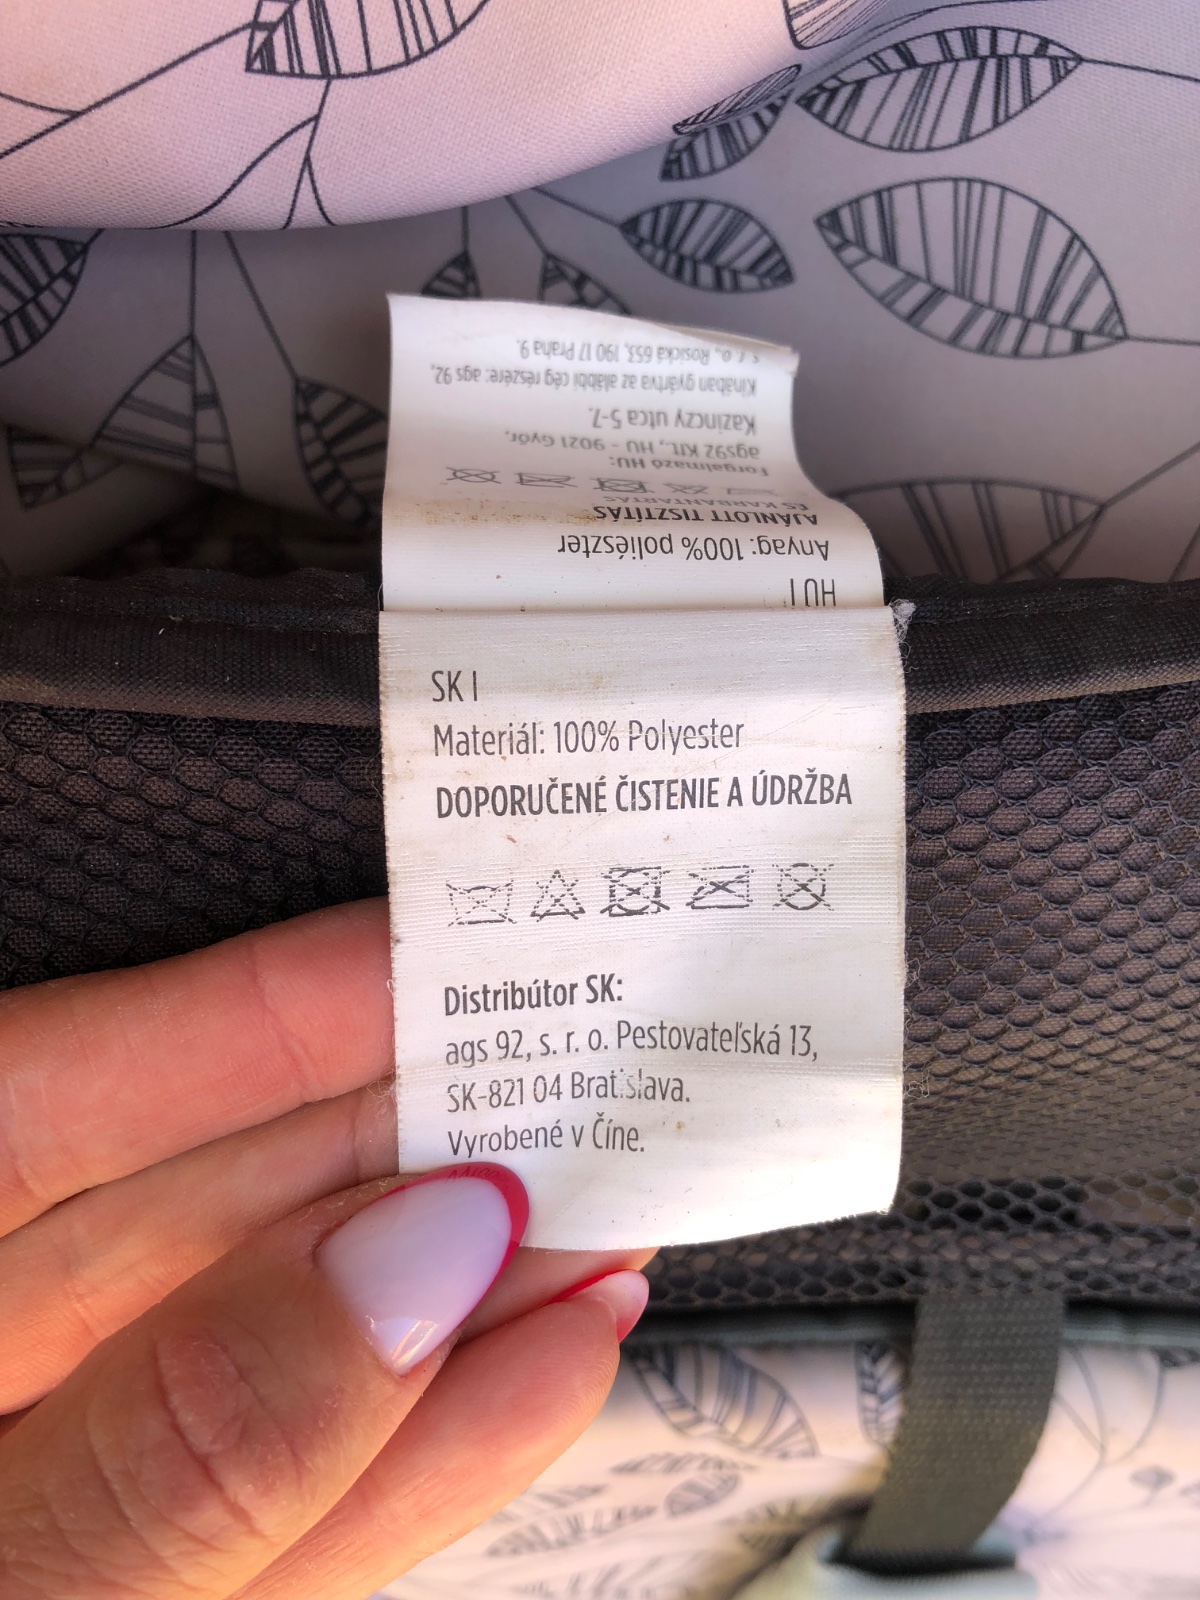 SK I
Materiál: 100% Polyester
DOPORUČENÉ ČISTENIE A ÚDRŽBA
Distribútor SK:
ags 92, s. r. o. Pestovateľská 13,
SK-821 04 Bratislava.
Vyrobené v Číne.
HU I
Anyag: 100% poliészter
AJÁNLOTT TISZTÍTÁS
ÉS KARBANTARTÁS
Forgalmazó HU:
ags92 Kft., HU - 9021 Győr,
Kazinczy utca 5-7.
Kínában gyártva az alábbi cég részére: ags 92,
s. r. o., Rosická 653, 190 17 Praha 9.